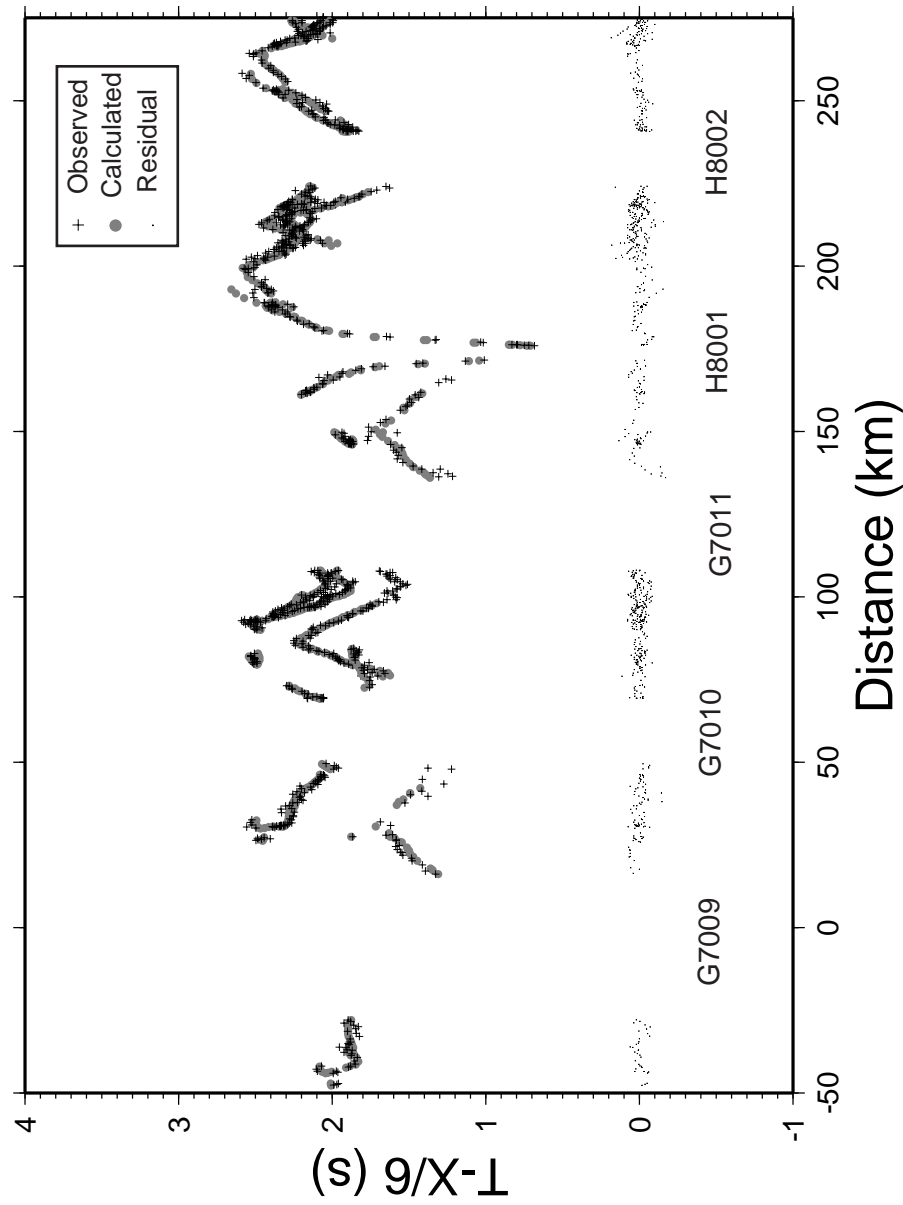 Observed
Calculated
Residual
4
3
2
1
0
-1
T-X/6 (s)
G7009
G7010
G7011
H8001
H8002
-50
0
50
100
150
200
250
Distance (km)